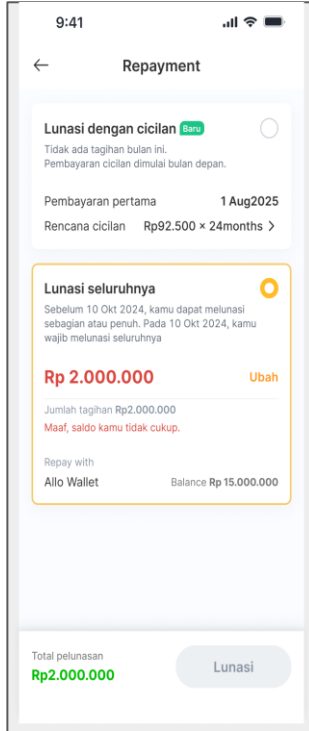 9:41
Repayment
Lunasi dengan cicilan Baru
Tidak ada tagihan bulan ini.
Pembayaran cicilan dimulai bulan depan.
Pembayaran pertama 1 Aug2025
Rencana cicilan Rp92.500 × 24months >
Lunasi seluruhnya
Sebelum 10 Okt 2024, kamu dapat melunasi
sebagian atau penuh. Pada 10 Okt 2024, kamu
wajib melunasi seluruhnya
Rp 2.000.000 Ubah
Jumlah tagihan Rp2.000.000
Maaf, saldo kamu tidak cukup.
Repay with
Allo Wallet Balance Rp 15.000.000
Total pelunasan
Rp2.000.000 Lunasi